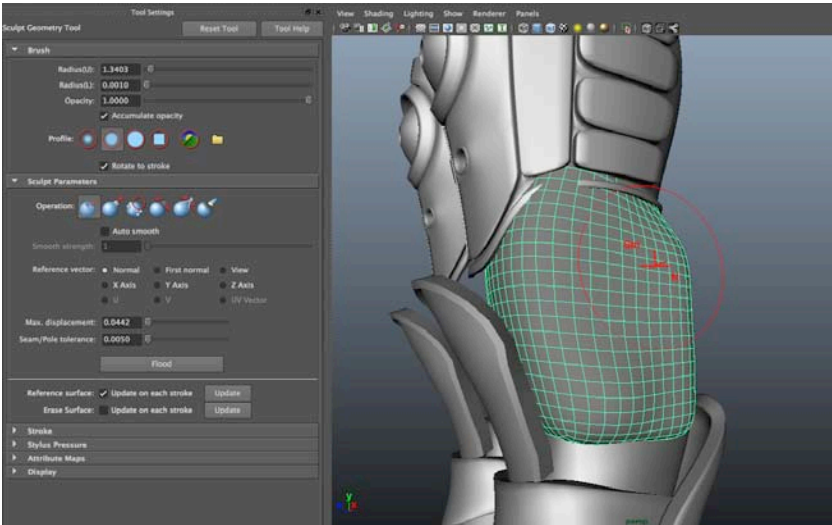 Tool Settings
View Shading Lighting Show Renderer Panels
Sculpt Geometry Tool
Reset Tool
Tool Help
Brush
Radius(U): 1.3403
Radius(L): 0.0010
Opacity: 1.0000
Accumulate opacity
Profile:
Rotate to stroke
Sculpt Parameters
Operation:
Auto smooth
Smooth strength: 1
Reference vector: Normal First normal View
X Axis Y Axis Z Axis
U V UV Vector
Max. displacement: 0.0442
Seam/Pole tolerance: 0.0050
Flood
Reference surface: Update on each stroke Update
Erase Surface: Update on each stroke Update
Stroke
Stylus Pressure
Attribute Maps
Display
N
y
x
persp